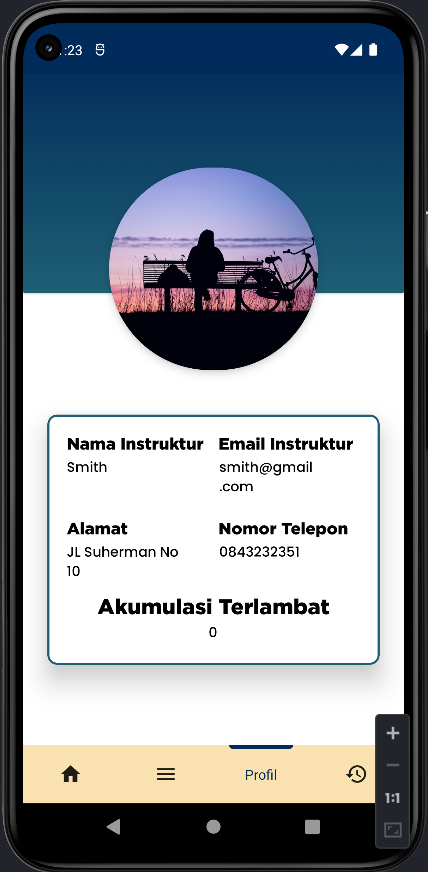 :23
Nama Instruktur
Email Instruktur
Smith
smith@gmail
.com
Alamat
Nomor Telepon
JL Suherman No
10
0843232351
Akumulasi Terlambat
0
Profil
1:1